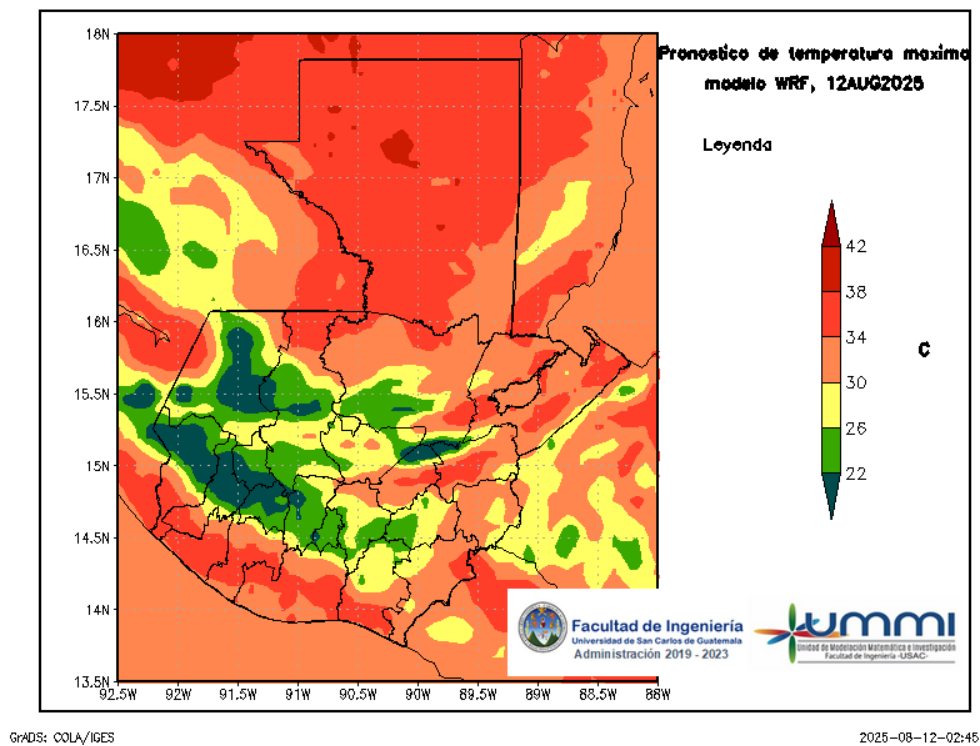 Pronostico de temperatura maxima
modelo WRF, 12AUG2025
Leyenda
42
38
34
30
26
22
C
18N
17.5N
17N
16.5N
16N
15.5N
15N
14.5N
14N
13.5N
92.5W
92W
91.5W
91W
90.5W
90W
89.5W
89W
88.5W
88W
Facultad de Ingeniería
Universidad de San Carlos de Guatemala
Administración 2019 - 2023
ummi
Unidad de Modelación Matemática e Investigación
Facultad de Ingeniería -USAC-
GrADS: COLA/IGES
2025-08-12-02:45